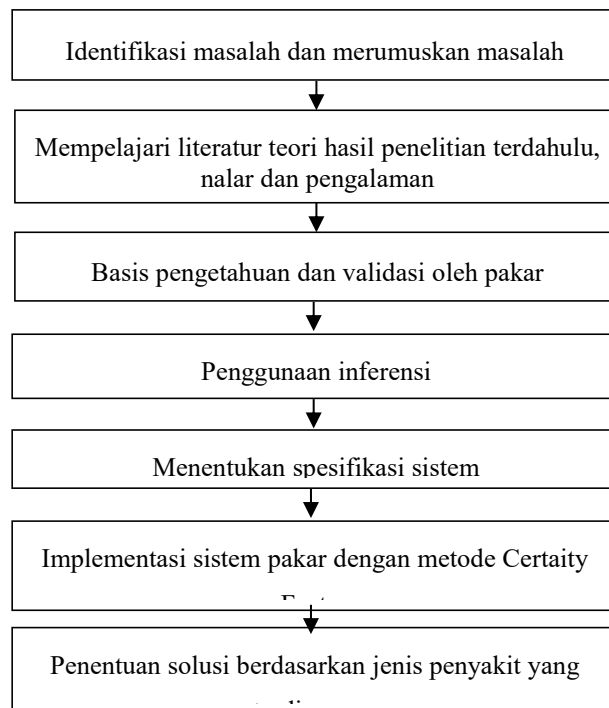 Identifikasi masalah dan merumuskan masalah
Mempelajari literatur teori hasil penelitian terdahulu,
nalar dan pengalaman
Basis pengetahuan dan validasi oleh pakar
Penggunaan inferensi
Menentukan spesifikasi sistem
Implementasi sistem pakar dengan metode Certaity
Penentuan solusi berdasarkan jenis penyakit yang